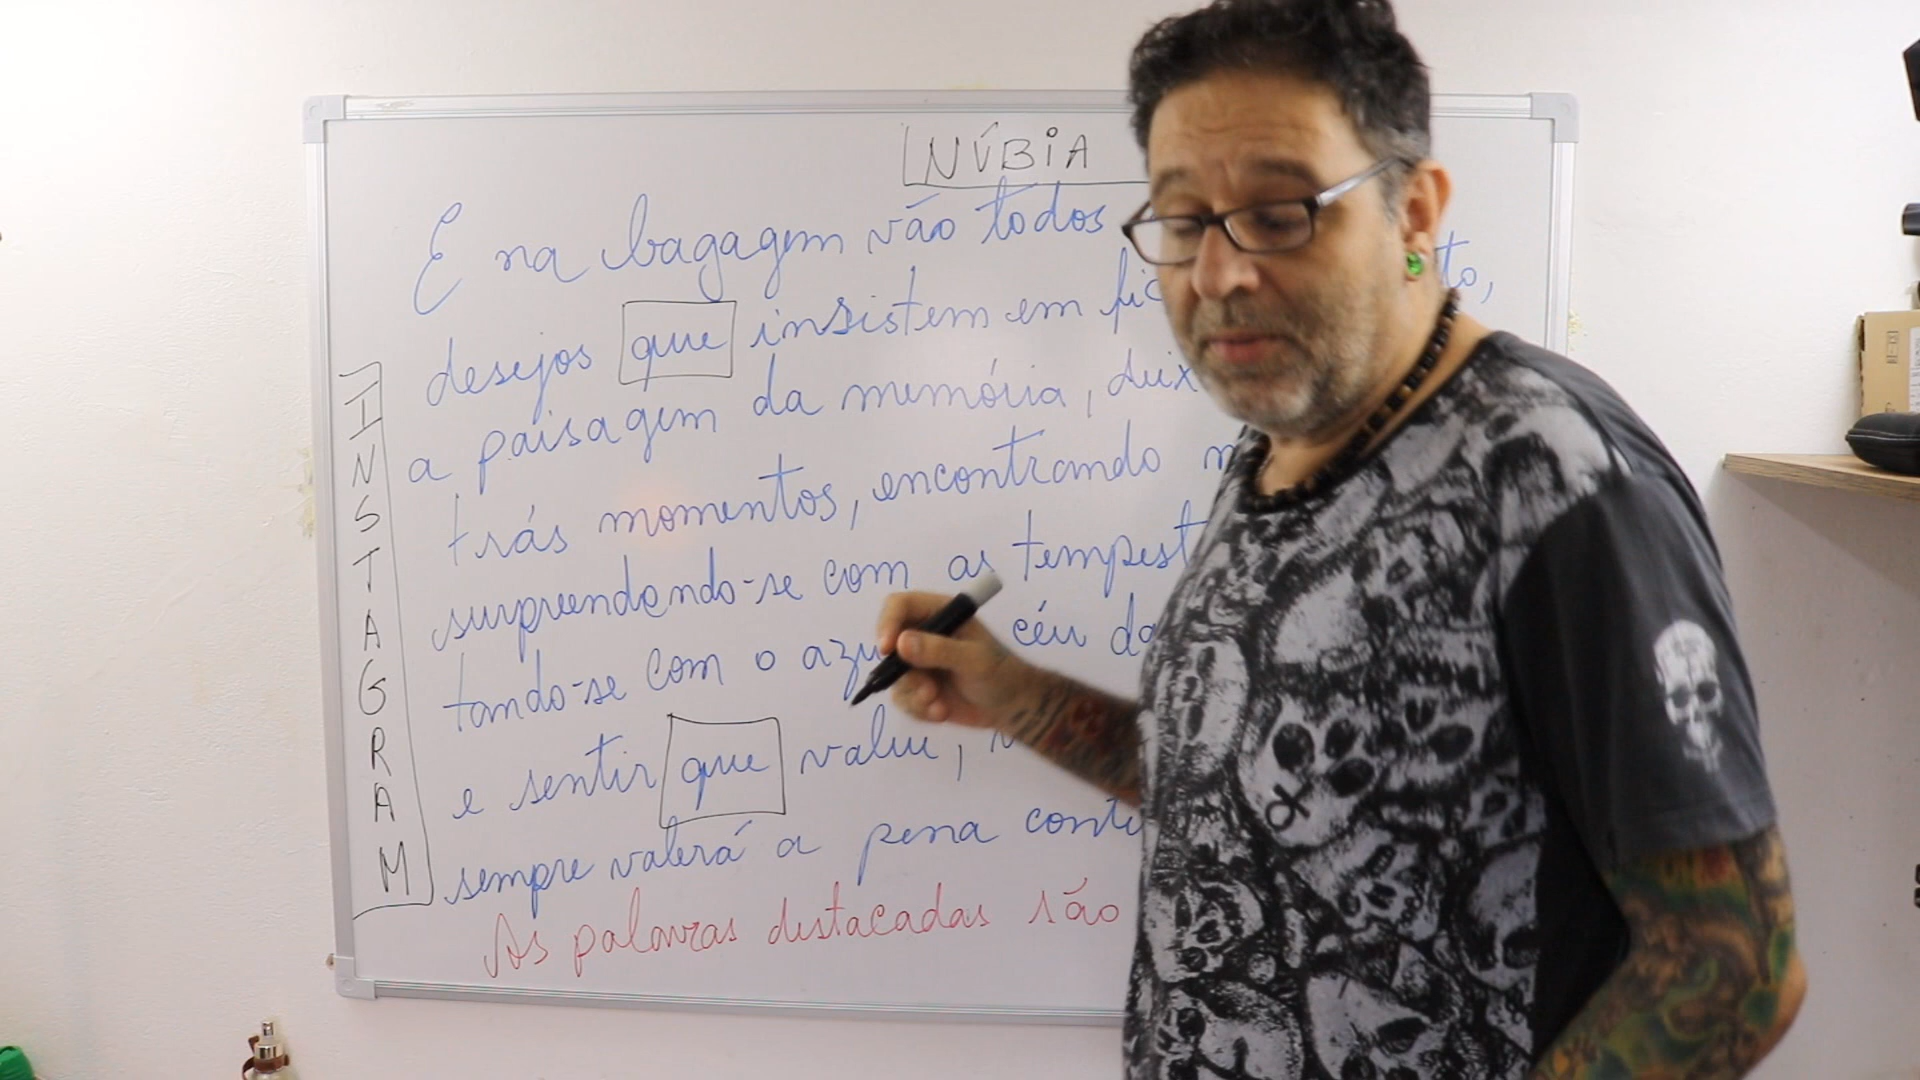 NÚBIA
E na bagagem vão todos
desejos que insistem em fic to,
a paisagem da memória, deix
trás momentos, encontrando n
surpreendendo-se com as tempest
tando-se com o azu céu da
e sentir que valeu,
sempre valerá a pena conti
As palavras destacadas são
INSTAGRAM